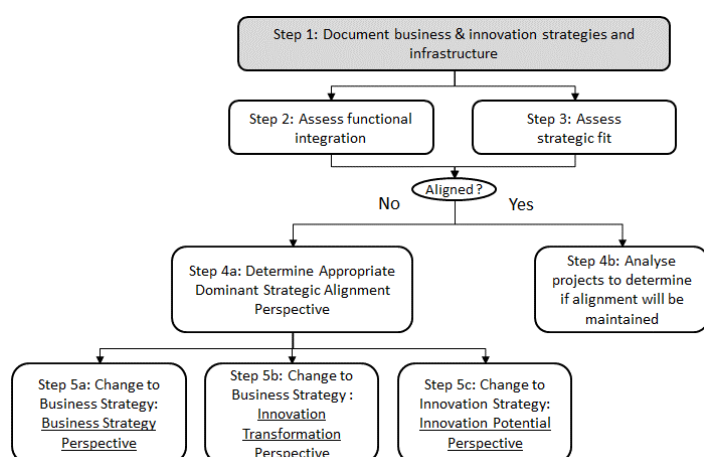 Step 1: Document business & innovation strategies and
infrastructure
Step 2: Assess functional
integration
Step 3: Assess
strategic fit
Aligned ?
No
Yes
Step 4a: Determine Appropriate
Dominant Strategic Alignment
Perspective
Step 4b: Analyse
projects to determine
if alignment will be
maintained
Step 5a: Change to
Business Strategy:
Business Strategy
Perspective
Step 5b: Change to
Business Strategy :
Innovation
Transformation
Perspective
Step 5c: Change to
Innovation Strategy:
Innovation Potential
Perspective